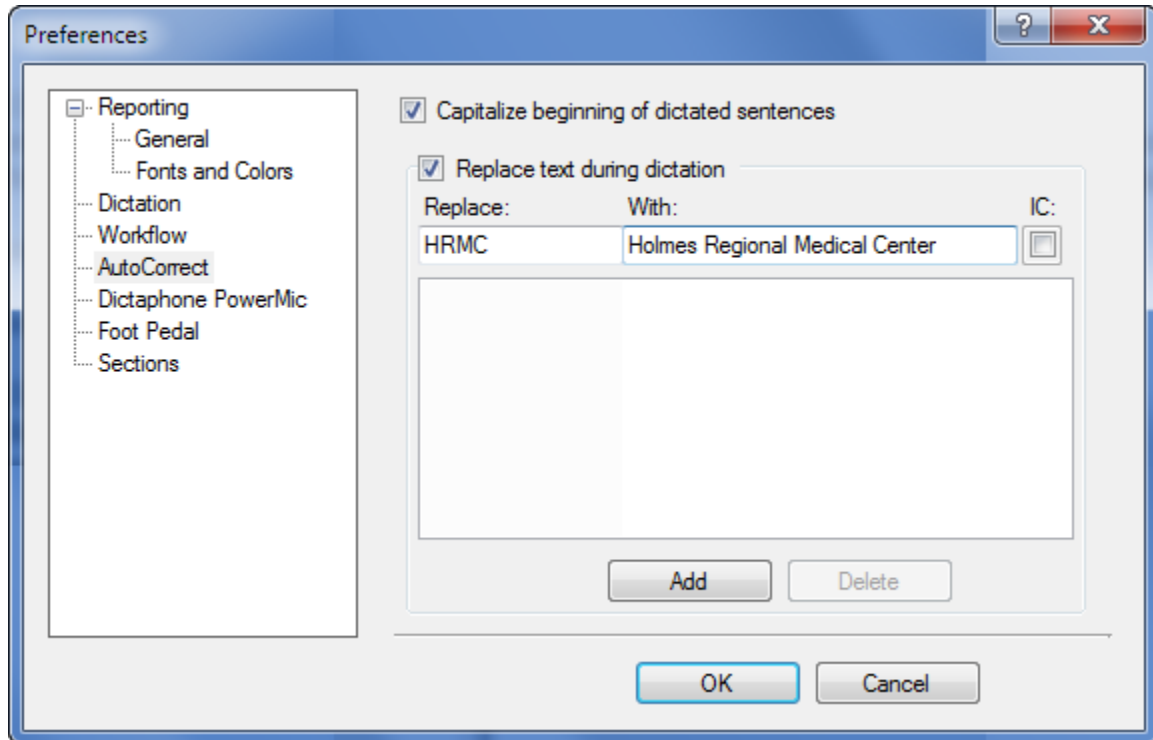 Preferences
Reporting
General
Fonts and Colors
Dictation
Workflow
AutoCorrect
Dictaphone PowerMic
Foot Pedal
Sections
Capitalize beginning of dictated sentences
Replace text during dictation
Replace: With: IC:
HRMC Holmes Regional Medical Center
Add Delete
OK Cancel